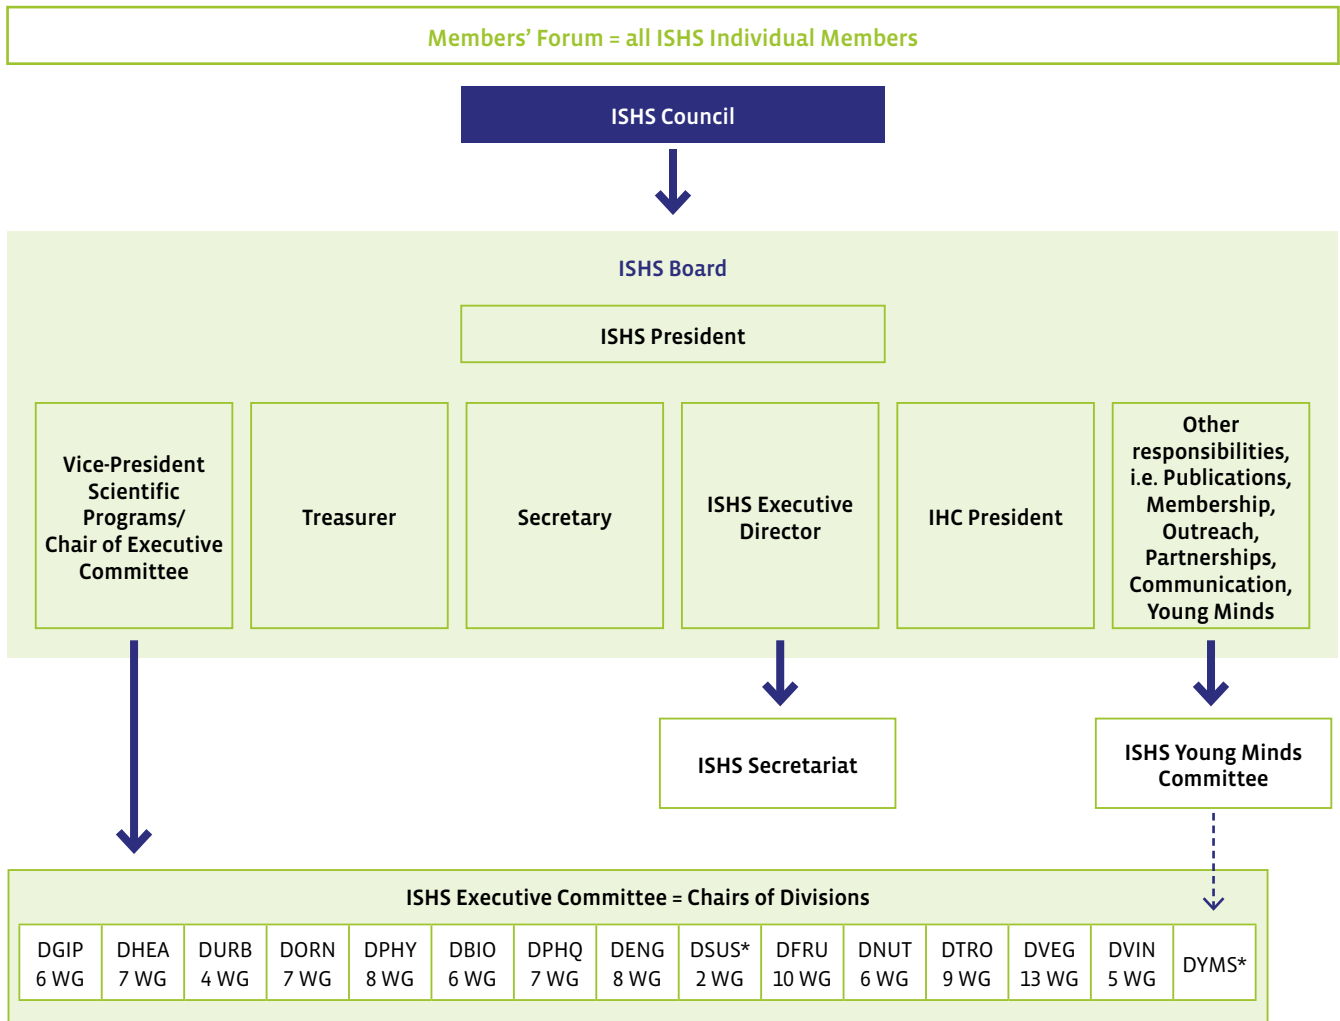 Members’ Forum = all ISHS Individual Members
ISHS Council
ISHS Board
ISHS President
Vice-President
Scientific
Programs/
Chair of Executive
Committee
Treasurer
Secretary
ISHS Executive
Director
IHC President
Other
responsibilities,
i.e. Publications,
Membership,
Outreach,
Partnerships,
Communication,
Young Minds
ISHS Secretariat
ISHS Young Minds
Committee
ISHS Executive Committee = Chairs of Divisions
DGIP
6 WG
DHEA
7 WG
DURB
4 WG
DORN
7 WG
DPHY
8 WG
DBIO
6 WG
DPHQ
7 WG
DENG
8 WG
DSUS*
2 WG
DFRU
10 WG
DNUT
6 WG
DTRO
9 WG
DVEG
13 WG
DVIN
5 WG
DYMS*